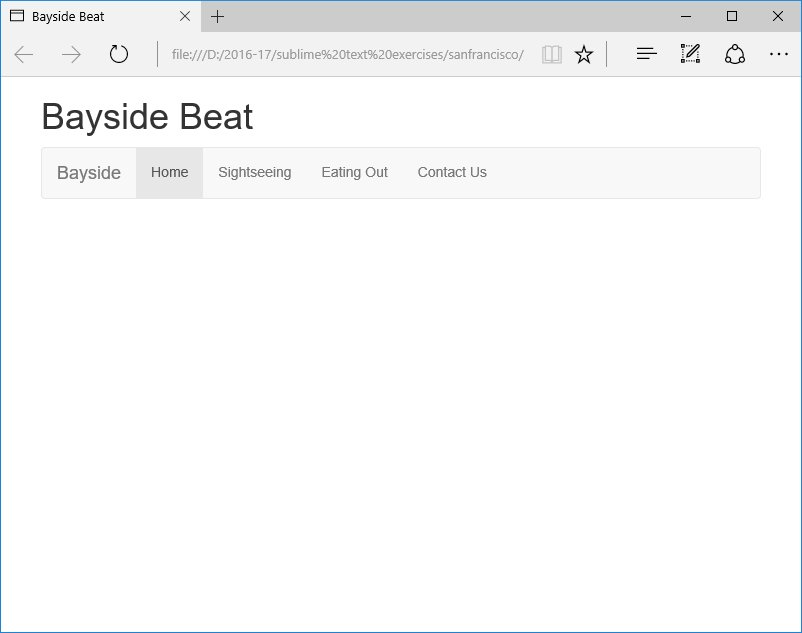 Bayside Beat
file:///D:/2016-17/sublime%20text%20exercises/sanfrancisco/
Bayside Beat
Bayside Home Sightseeing Eating Out Contact Us